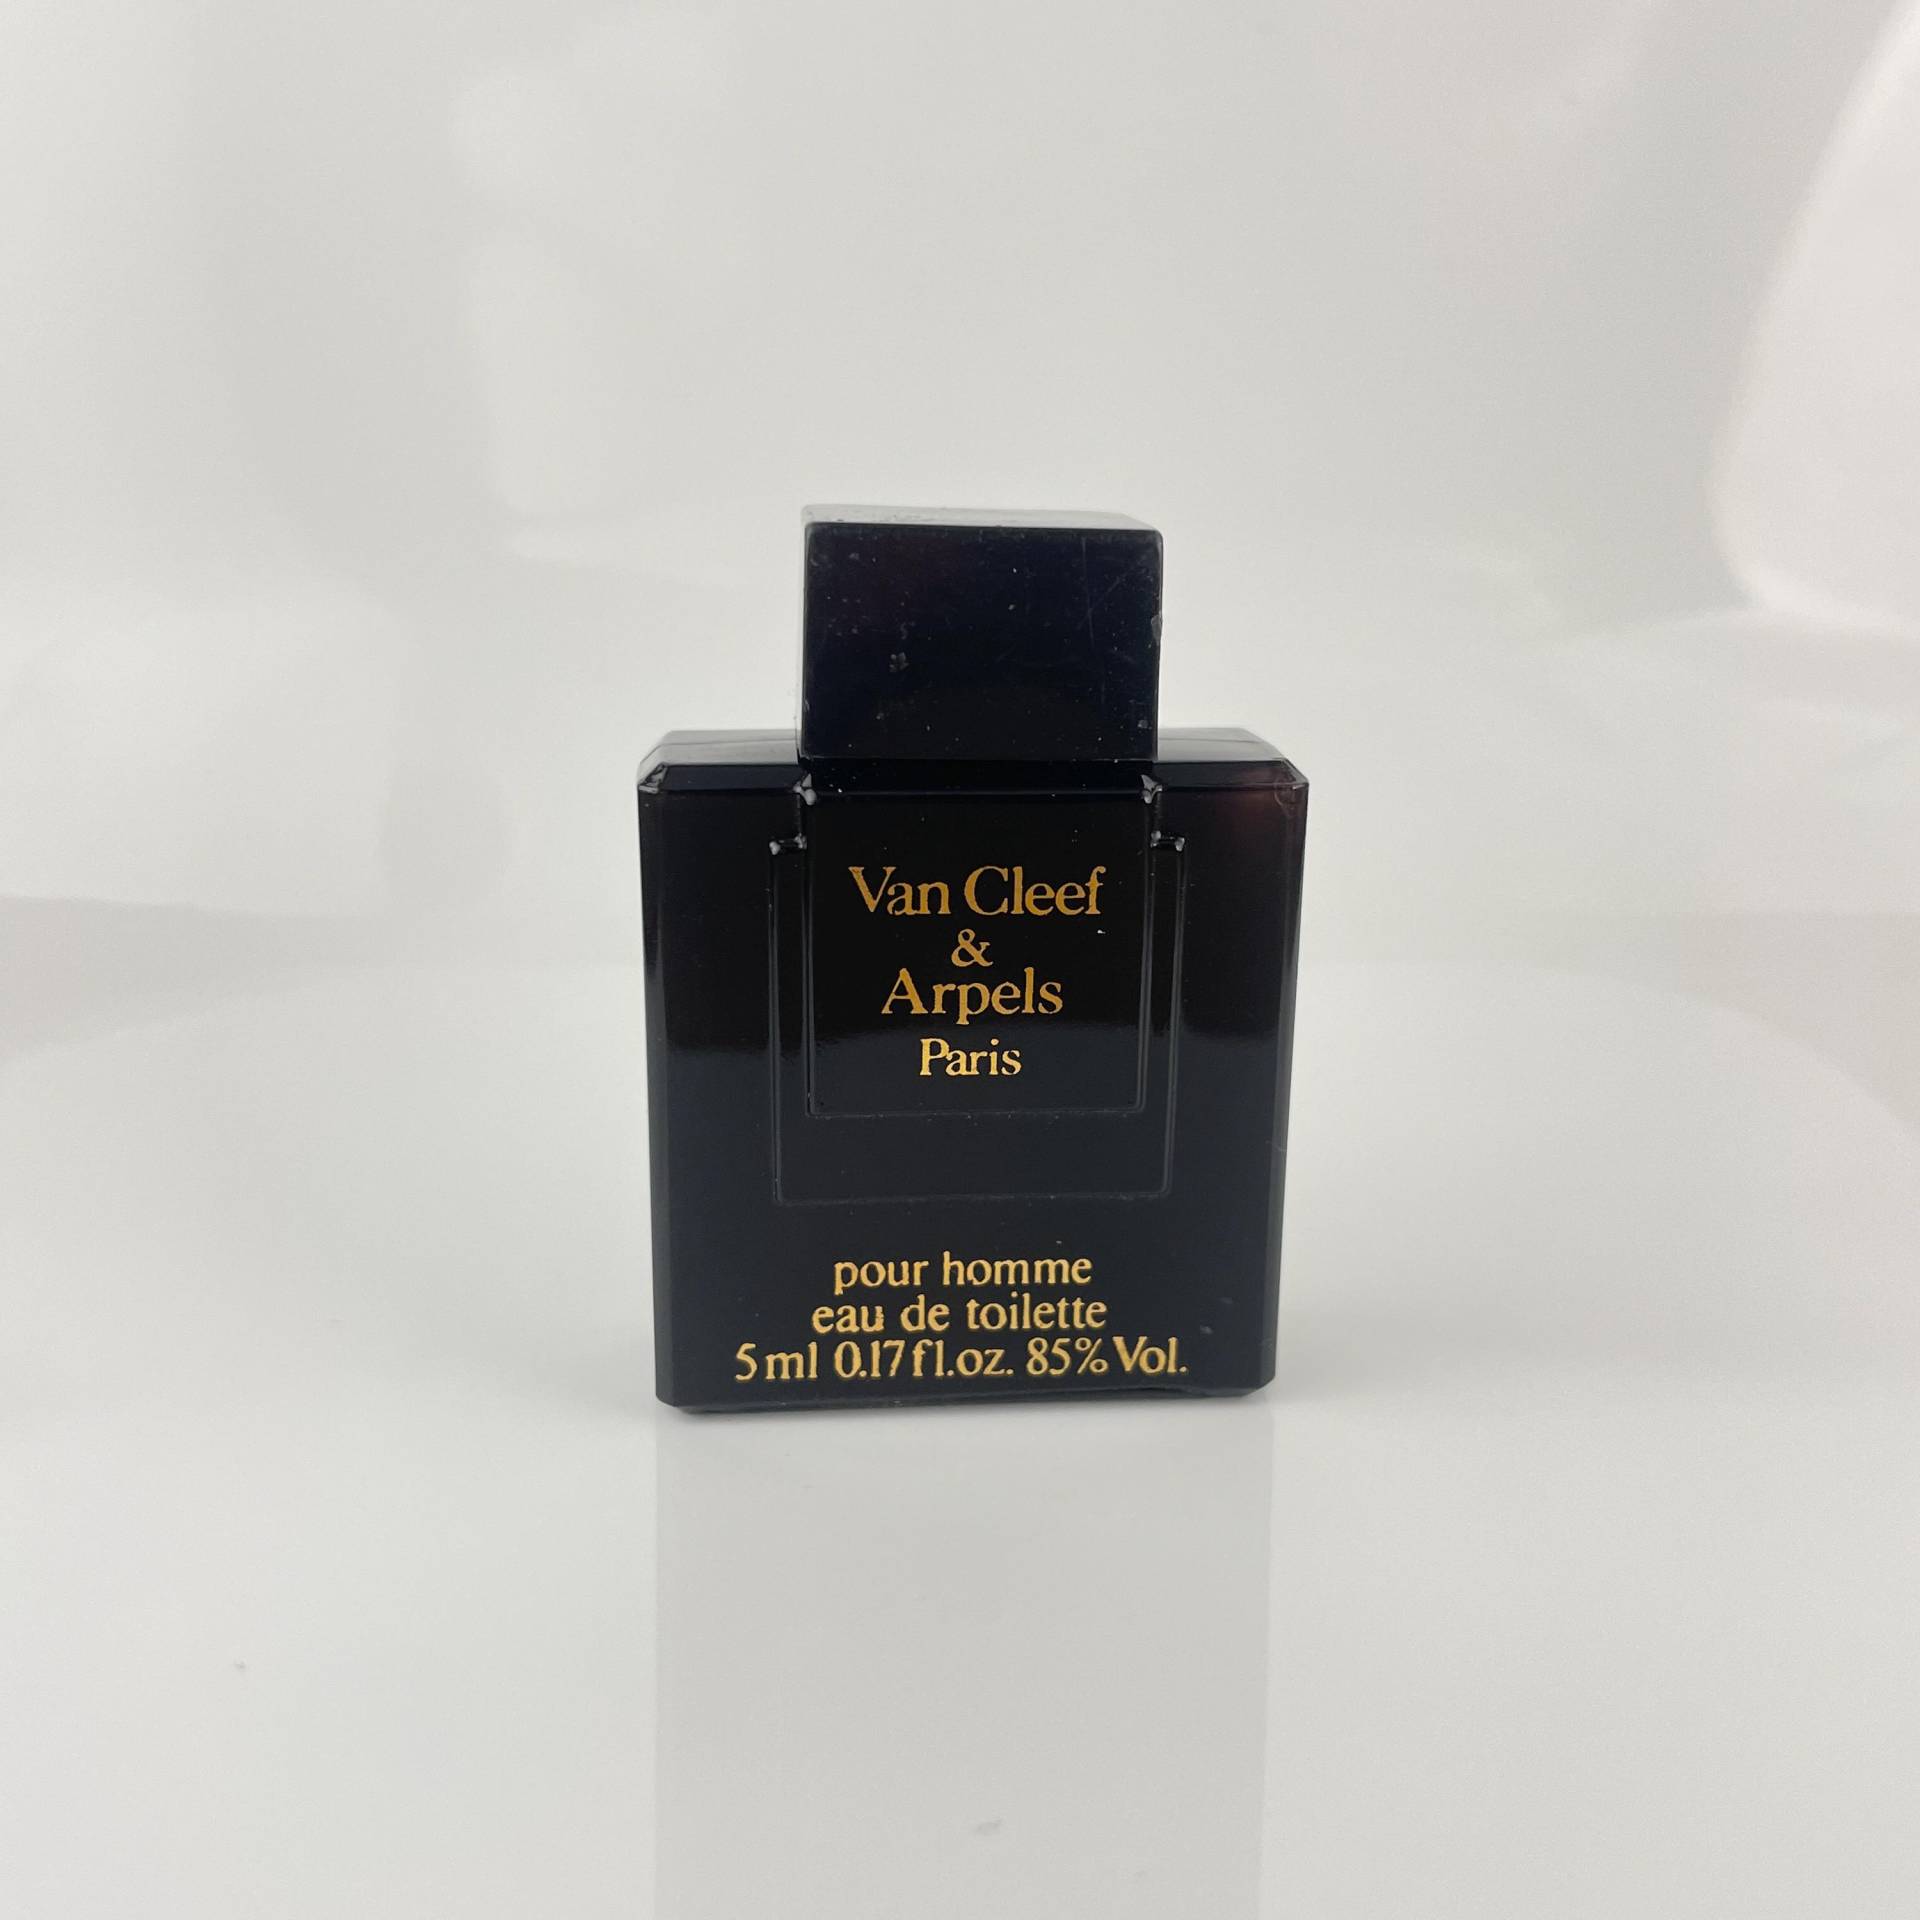 Van Cleef
&
Arpels
Paris
pour homme
eau de toilette
5 ml 0.17 fl.oz. 85% Vol.